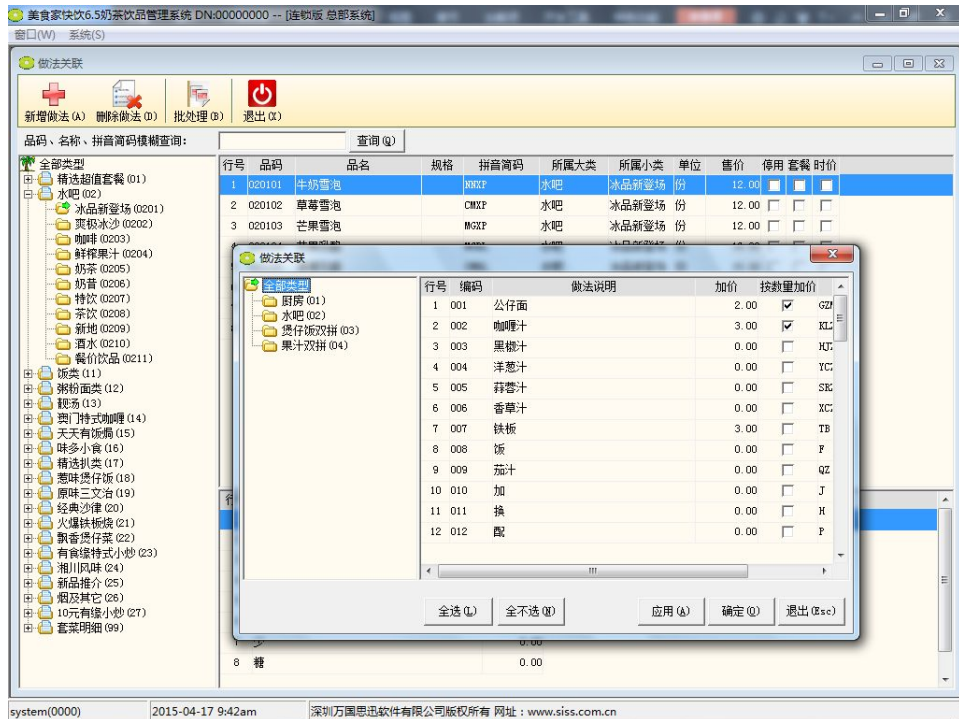 美食家快饮6.5奶茶饮品管理系统 DN:00000000 -- [连锁版 总部系统]
窗口(W) 系统(S)
做法关联
新增做法(A) 删除做法(D) 批处理(B) 退出(X)
品码、名称、拼音简码模糊查询: 查询(Q)
全部类型
精选超值套餐(01)
水吧(02)
冰品新登场(0201)
爽极冰沙(0202)
咖啡(0203)
鲜榨果汁(0204)
奶茶(0205)
奶昔(0206)
特饮(0207)
茶饮(0208)
新地(0209)
酒水(0210)
餐价饮品(0211)
饭类(11)
粥粉面类(12)
靓汤(13)
澳门特式咖喱(14)
天天有饭焗(15)
味多小食(16)
精选扒类(17)
葱味煲仔饭(18)
原味三文治(19)
经典沙律(20)
火爆铁板烧(21)
飘香煲仔菜(22)
有食缘特式小炒(23)
湘川风味(24)
新品推介(25)
烟及其它(26)
10元有缘小炒(27)
套菜明细(99)
行号 品码 品名 规格 拼音简码 所属大类 所属小类 单位 售价 停用 套餐 时价
1 020101 牛奶雪泡 NNXP 水吧 冰品新登场 份 12.00
2 020102 草莓雪泡 CMXP 水吧 冰品新登场 份 12.00
3 020103 芒果雪泡 MGXP 水吧 冰品新登场 份 12.00
做法关联
全部类型
厨房(01)
水吧(02)
煲仔饭双拼(03)
果汁双拼(04)
行号 编码 做法说明 加价 按数量加价
1 001 公仔面 2.00
2 002 咖喱汁 3.00
3 003 黑椒汁 0.00
4 004 洋葱汁 0.00
5 005 蒜蓉汁 0.00
6 006 香草汁 0.00
7 007 铁板 3.00 TB
8 008 饭 0.00 F
9 009 茄汁 0.00 QZ
10 010 加 0.00 J
11 011 换 0.00 H
12 012 配 0.00 P
全选(L) 全不选(N) 应用(A) 确定(O) 退出(Esc)
8 糖 0.00
system(0000) 2015-04-17 9:42am 深圳万国思迅软件有限公司版权所有 网址：www.siss.com.cn